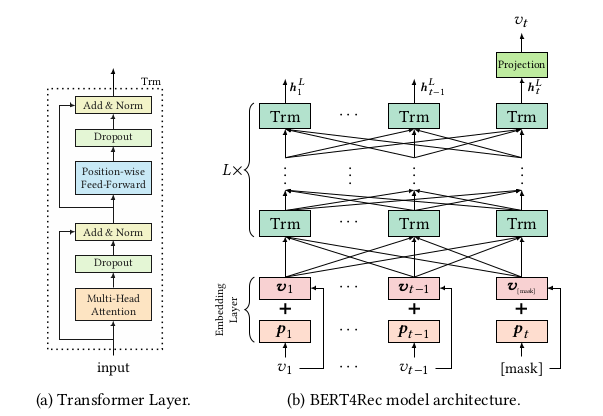 Trm
Add & Norm
Dropout
Position-wise
Feed-Forward
Add & Norm
Dropout
Multi-Head
Attention
input
(a) Transformer Layer.
v_t
Projection
h_1^L h_{t-1}^L h_t^L
Trm ··· Trm Trm
L×
Trm ··· Trm Trm
Embedding
Layer
v_1 ··· v_{t-1} v_[mask]
+ + +
p_1 ··· p_{t-1} p_t
v_1 ··· v_{t-1} [mask]
(b) BERT4Rec model architecture.